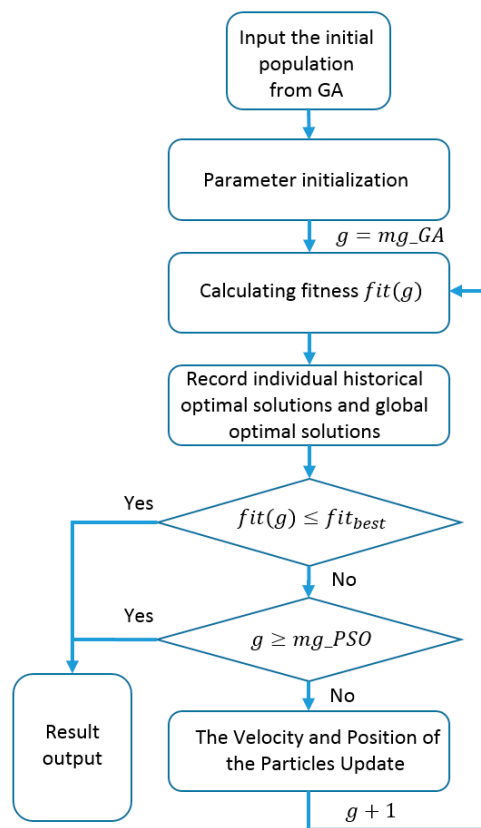 Input the initial
population
from GA
Parameter initialization
g = mg_GA
Calculating fitness fit(g)
Record individual historical
optimal solutions and global
optimal solutions
Yes
fit(g) ≤ fit_best
No
Yes
g ≥ mg_PSO
No
Result
output
The Velocity and Position of
the Particles Update
g + 1